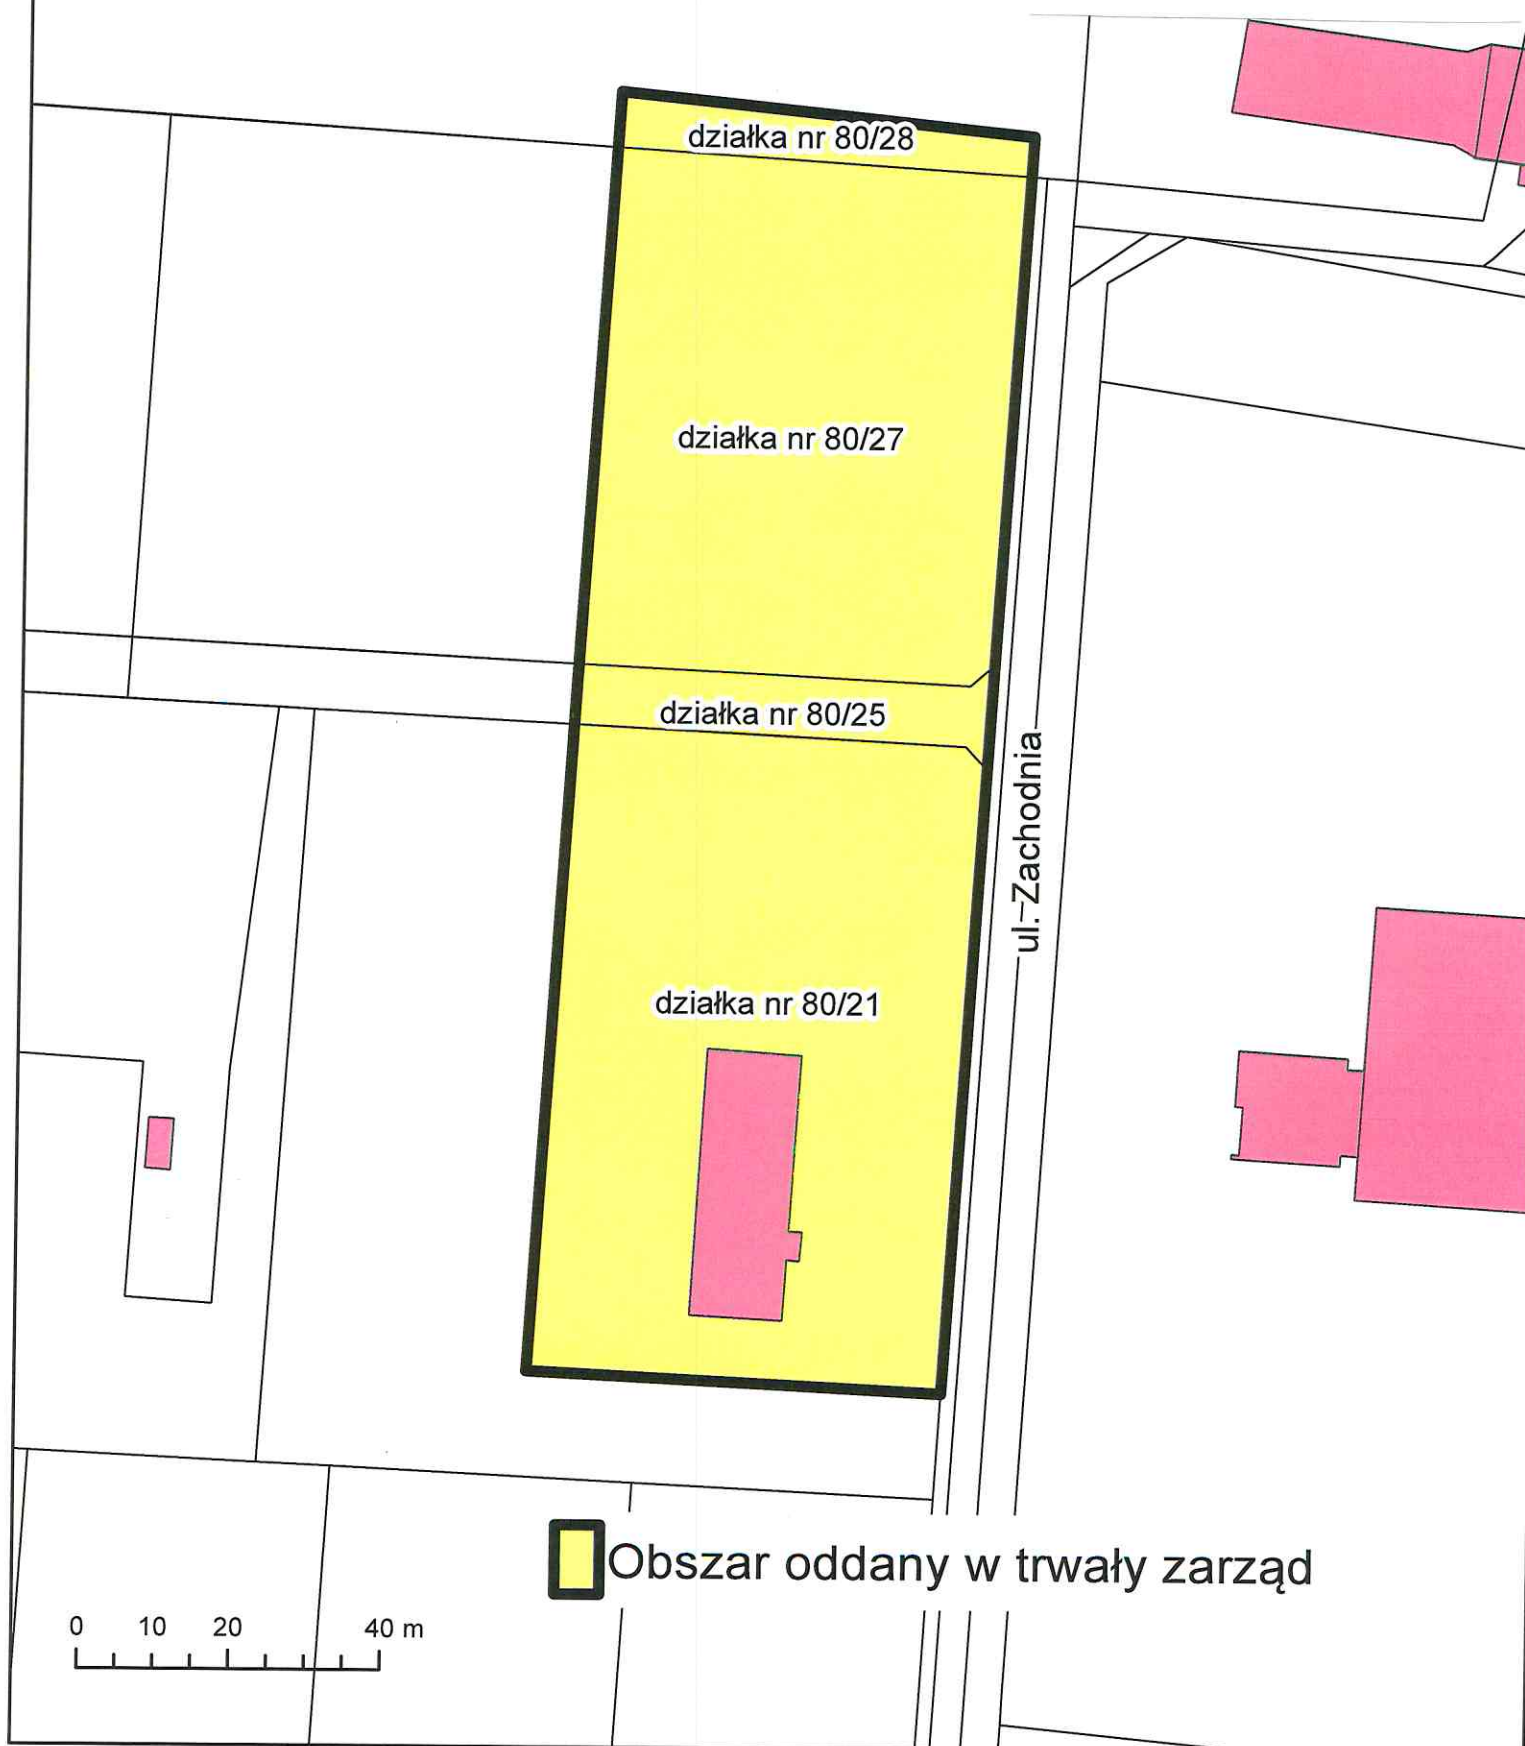 działka nr 80/28
działka nr 80/27
działka nr 80/25
ul. Zachodnia
działka nr 80/21
Obszar oddany w trwały zarząd
0 10 20 40 m